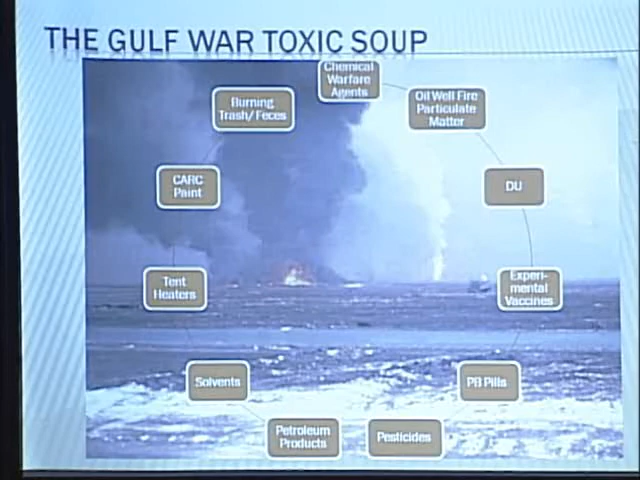 THE GULF WAR TOXIC SOUP
Chemical
Warfare
Agents
Oil Well Fire
Particulate
Matter
DU
Experi-
mental
Vaccines
PB Pills
Pesticides
Petroleum
Products
Solvents
Tent
Heaters
CARC
Paint
Burning
Trash/Feces